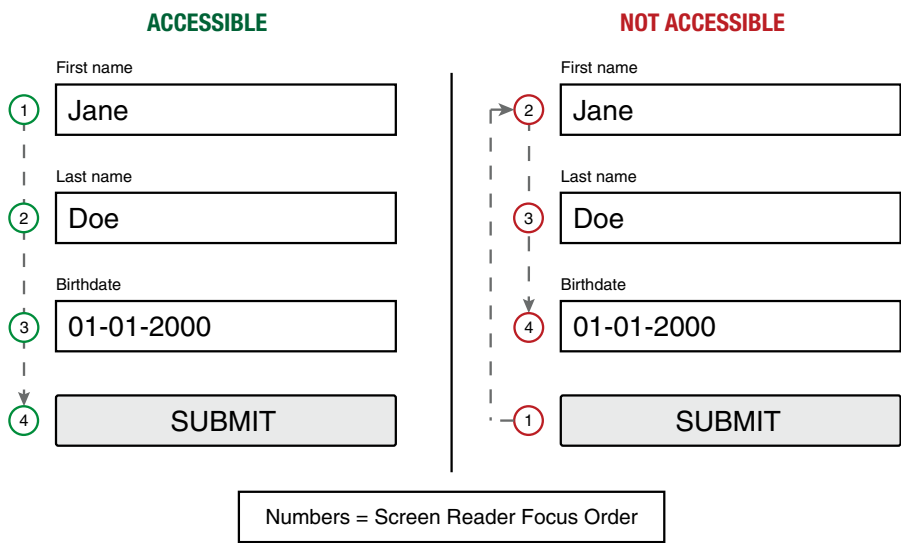 ACCESSIBLE
First name
1
Jane
Last name
2
Doe
Birthdate
3
01-01-2000
4
SUBMIT
NOT ACCESSIBLE
First name
2
Jane
Last name
3
Doe
Birthdate
4
01-01-2000
1
SUBMIT
Numbers = Screen Reader Focus Order